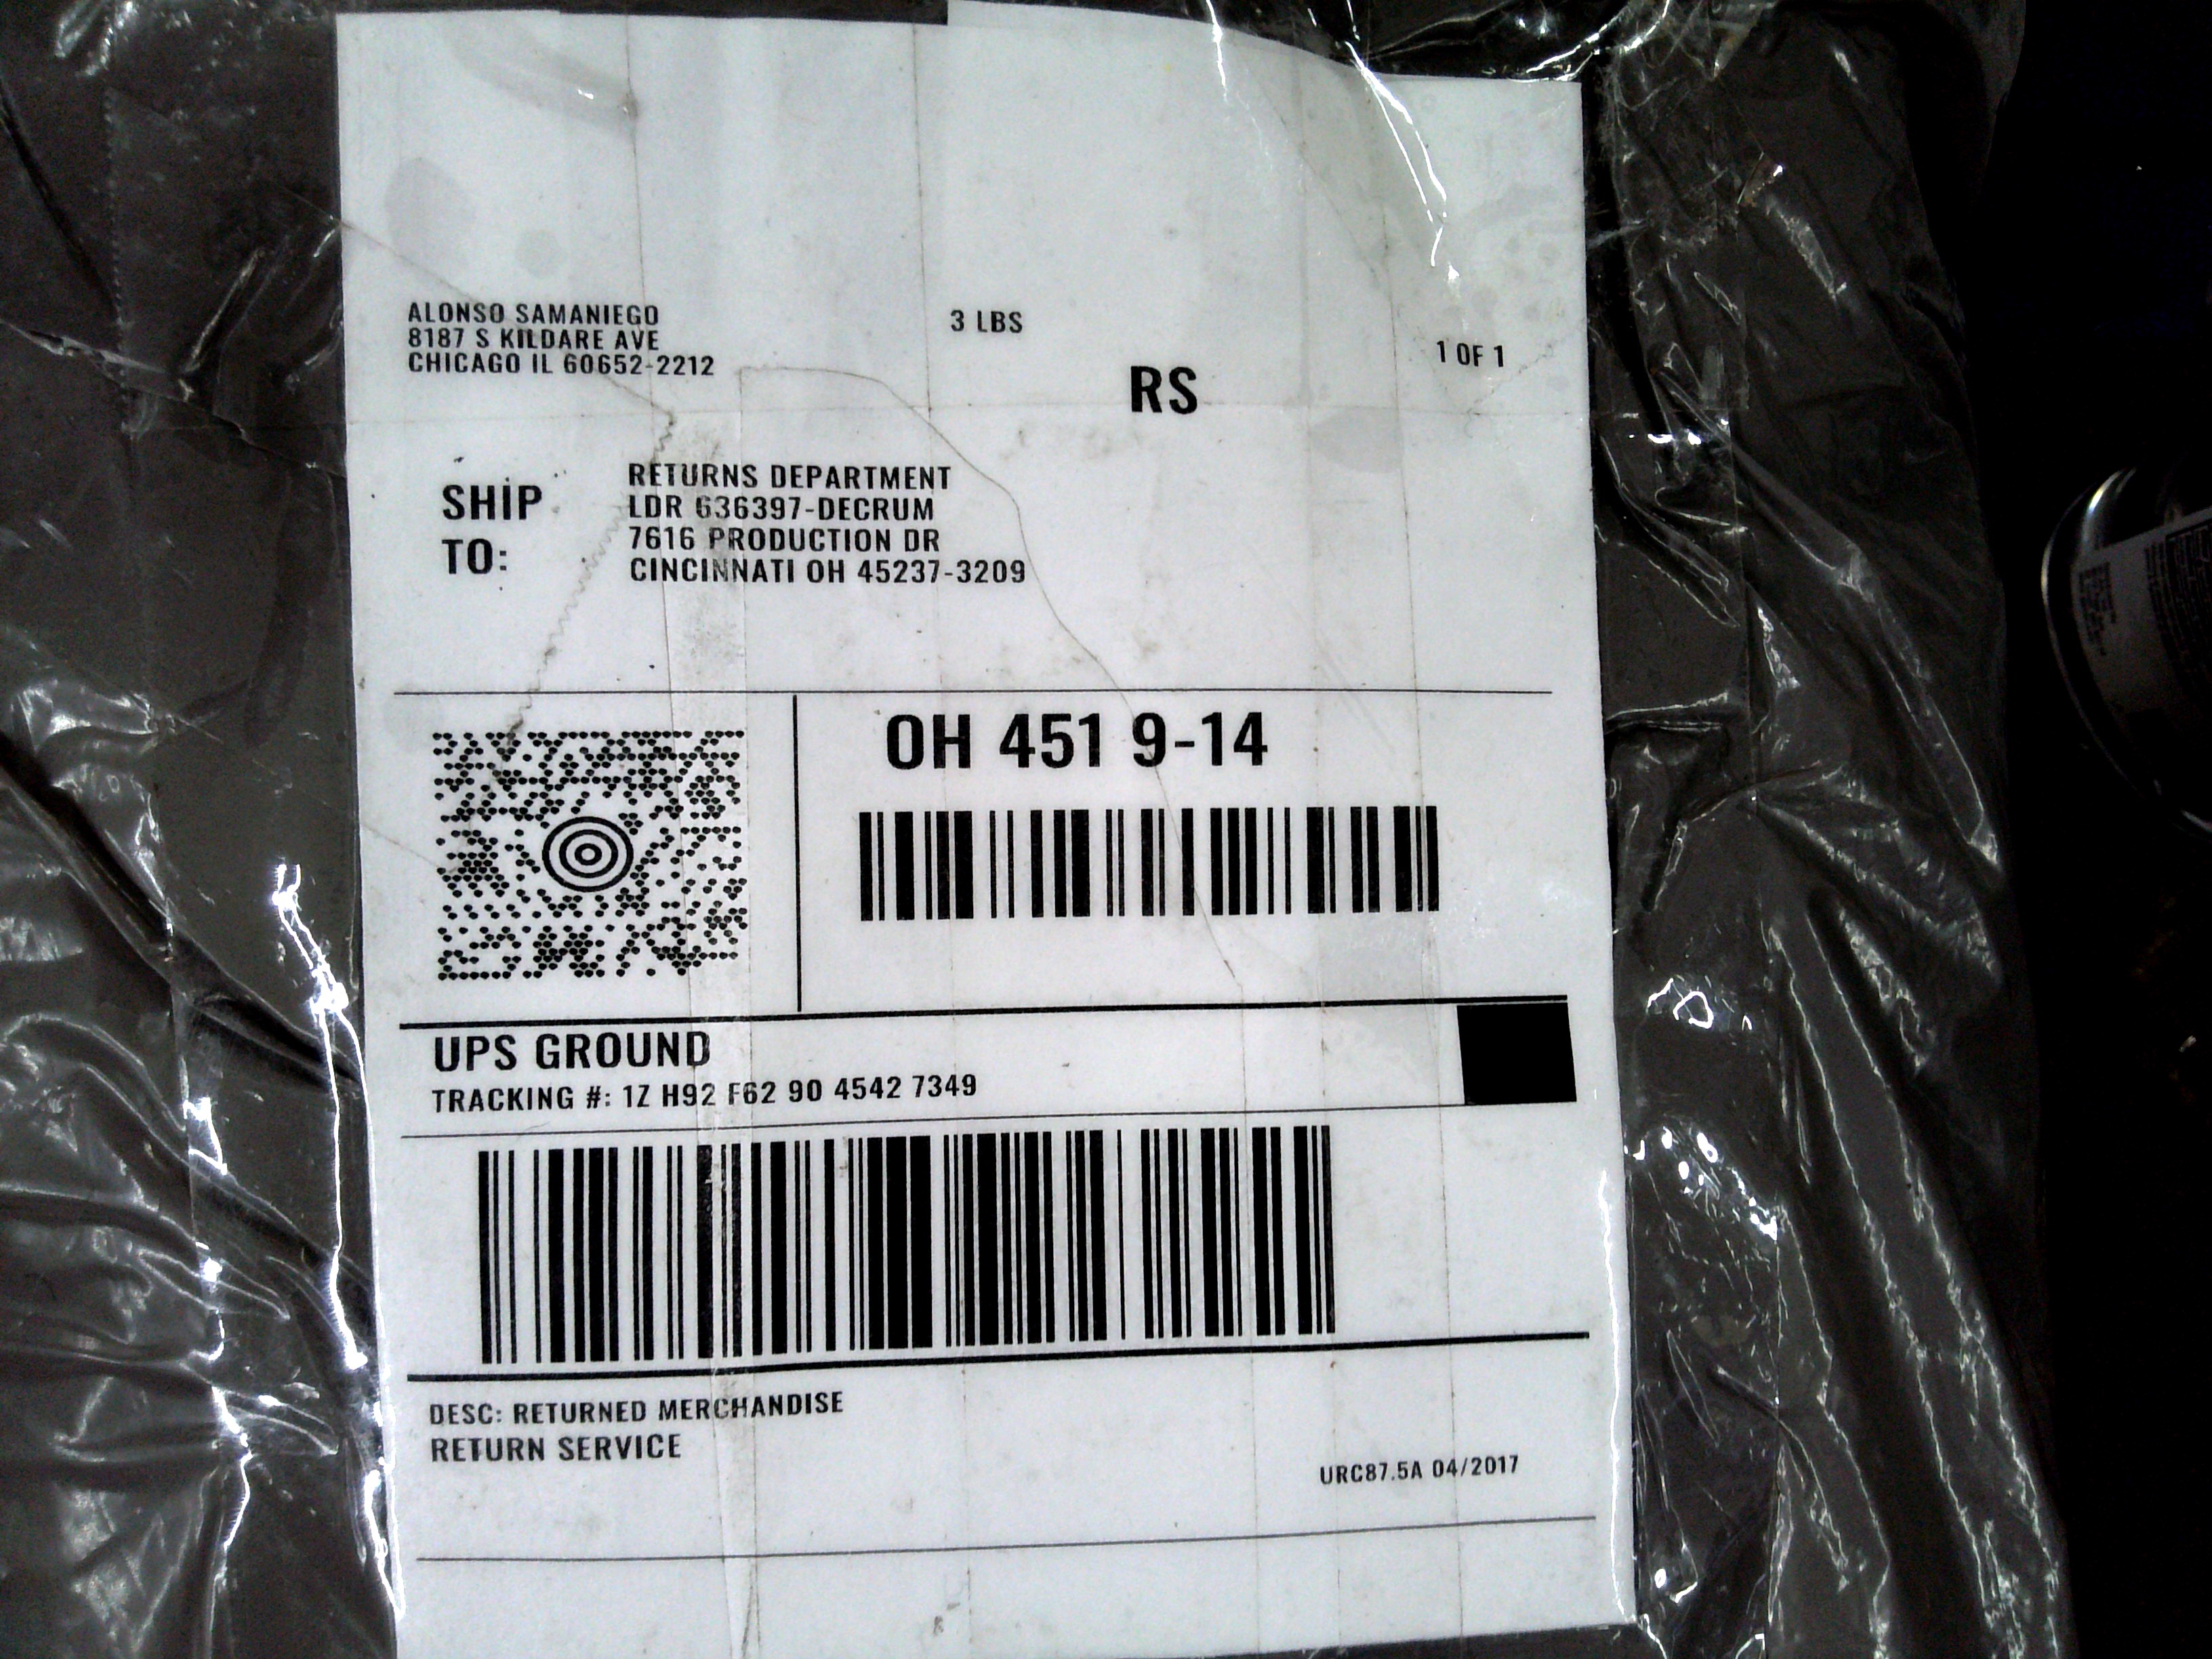 ALONSO SAMANIEGO
8187 S KILDARE AVE
CHICAGO IL 60652-2212
3 LBS
1 OF 1
RS
SHIP TO:
RETURNS DEPARTMENT
LDR 636397-DECRUM
7616 PRODUCTION DR
CINCINNATI OH 45237-3209
OH 451 9-14
UPS GROUND
TRACKING #: 1Z H92 F62 90 4542 7349
DESC: RETURNED MERCHANDISE
RETURN SERVICE
URC87.5A 04/2017